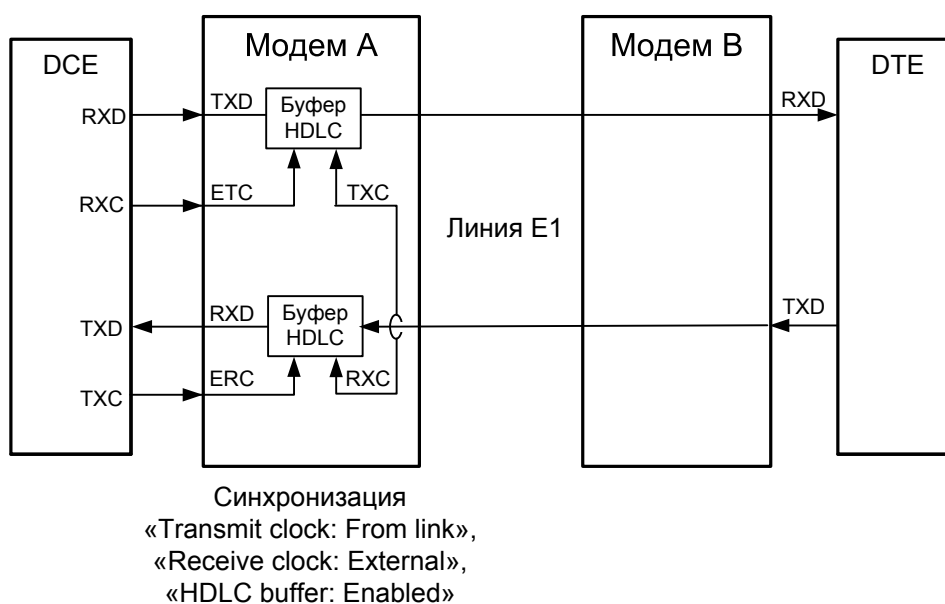 DCE
Модем А
Модем В
DTE
RXD
TXD
Буфер
HDLC
RXD
RXC
ETC
TXC
Линия E1
TXD
RXD
Буфер
HDLC
TXD
TXC
ERC
RXC
Синхронизация
«Transmit clock: From link»,
«Receive clock: External»,
«HDLC buffer: Enabled»